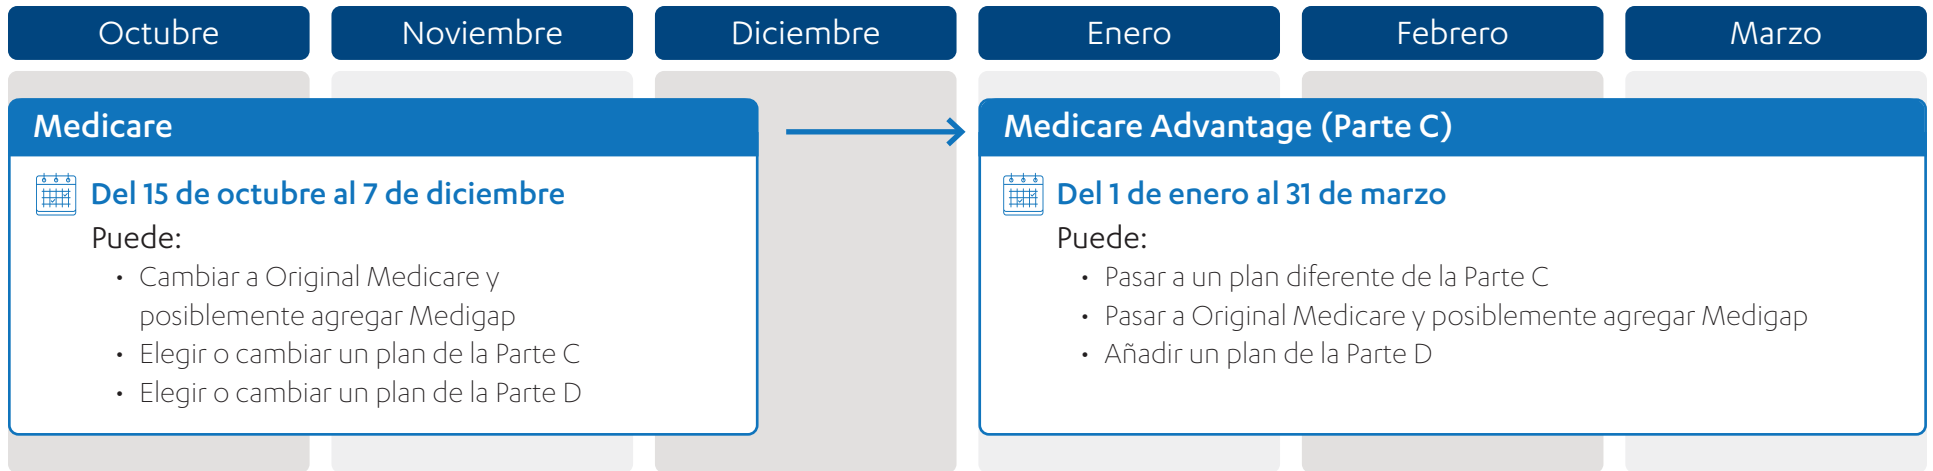 Octubre
Noviembre
Diciembre
Enero
Febrero
Marzo
Medicare
Del 15 de octubre al 7 de diciembre
Puede:
• Cambiar a Original Medicare y
posiblemente agregar Medigap
• Elegir o cambiar un plan de la Parte C
• Elegir o cambiar un plan de la Parte D
Medicare Advantage (Parte C)
Del 1 de enero al 31 de marzo
Puede:
• Pasar a un plan diferente de la Parte C
• Pasar a Original Medicare y posiblemente agregar Medigap
• Añadir un plan de la Parte D